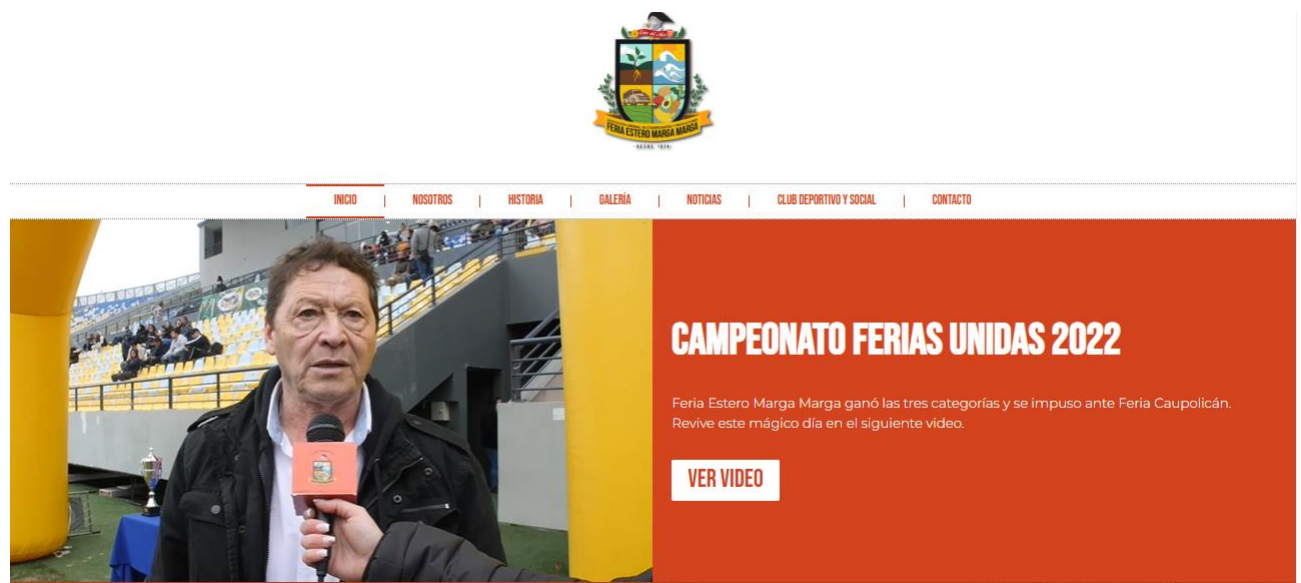 FERIA ESTERO MARGA MARGA
INICIO | NOSOTROS | HISTORIA | GALERÍA | NOTICIAS | CLUB DEPORTIVO Y SOCIAL | CONTACTO
CAMPEONATO FERIAS UNIDAS 2022
Feria Estero Marga Marga ganó las tres categorías y se impuso ante Feria Caupolicán.
Revive este mágico día en el siguiente video.
VER VIDEO